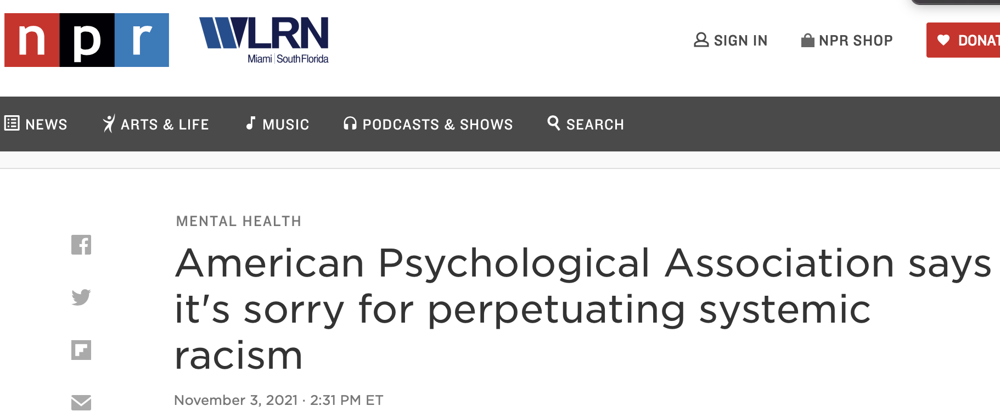 npr
WLRN
Miami | South Florida
SIGN IN
NPR SHOP
NEWS
ARTS & LIFE
MUSIC
PODCASTS & SHOWS
SEARCH
MENTAL HEALTH
American Psychological Association says
it's sorry for perpetuating systemic
racism
November 3, 2021 · 2:31 PM ET